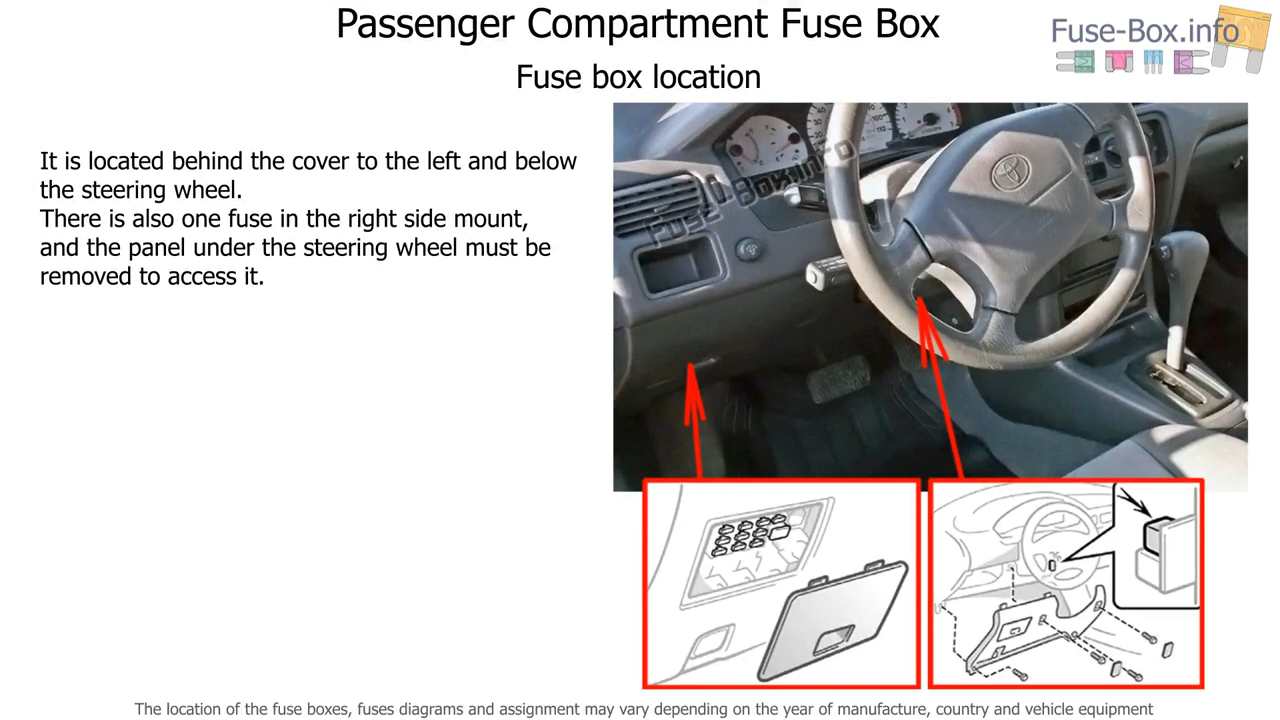 Passenger Compartment Fuse Box
Fuse-Box.info
Fuse box location
It is located behind the cover to the left and below
the steering wheel.
There is also one fuse in the right side mount,
and the panel under the steering wheel must be
removed to access it.
Fuse-Box.info
The location of the fuse boxes, fuses diagrams and assignment may vary depending on the year of manufacture, country and vehicle equipment